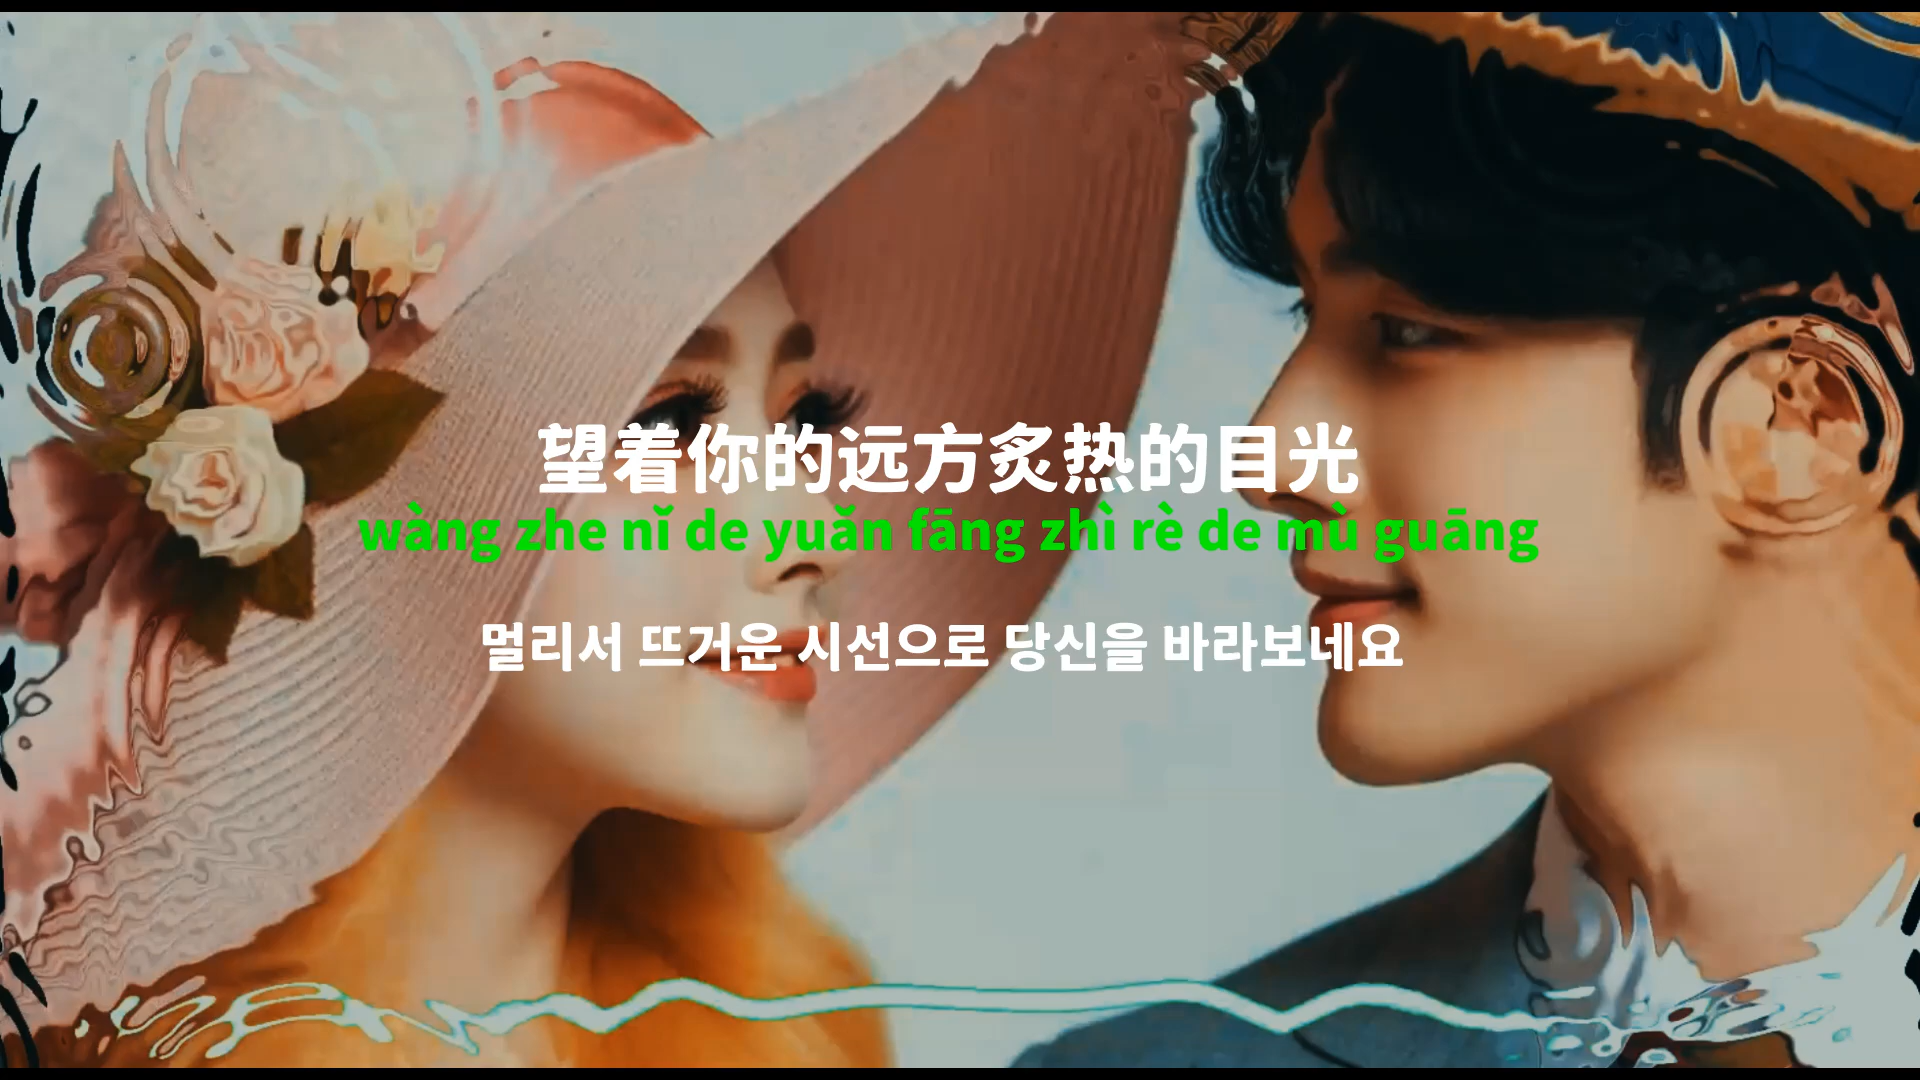 望着你的远方炙热的目光
wàng zhe nǐ de yuǎn fāng zhì rè de mù guāng
멀리서 뜨거운 시선으로 당신을 바라보네요